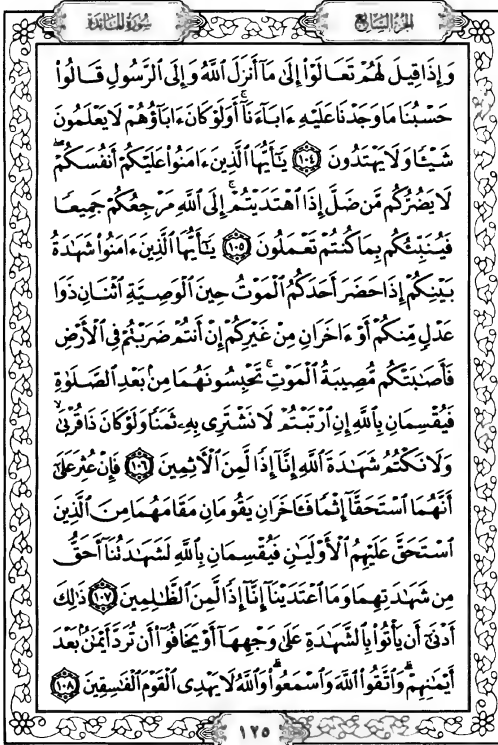 الجزء السابع
سورة المائدة
وَإِذَا قِيلَ لَهُمْ تَعَالَوْا۟ إِلَىٰ مَآ أَنزَلَ ٱللَّهُ وَإِلَى ٱلرَّسُولِ قَالُوا۟
حَسْبُنَا مَا وَجَدْنَا عَلَيْهِ ءَابَآءَنَآ ۚ أَوَلَوْ كَانَ ءَابَآؤُهُمْ لَا يَعْلَمُونَ
شَيْـًٔا وَلَا يَهْتَدُونَ ١٠٤ يَـٰٓأَيُّهَا ٱلَّذِينَ ءَامَنُوا۟ عَلَيْكُمْ أَنفُسَكُمْ ۖ
لَا يَضُرُّكُم مَّن ضَلَّ إِذَا ٱهْتَدَيْتُمْ ۚ إِلَى ٱللَّهِ مَرْجِعُكُمْ جَمِيعًا
فَيُنَبِّئُكُم بِمَا كُنتُمْ تَعْمَلُونَ ١٠٥ يَـٰٓأَيُّهَا ٱلَّذِينَ ءَامَنُوا۟ شَهَـٰدَةُ
بَيْنِكُمْ إِذَا حَضَرَ أَحَدَكُمُ ٱلْمَوْتُ حِينَ ٱلْوَصِيَّةِ ٱثْنَانِ ذَوَا
عَدْلٍ مِّنكُمْ أَوْ ءَاخَرَانِ مِنْ غَيْرِكُمْ إِنْ أَنتُمْ ضَرَبْتُمْ فِى ٱلْأَرْضِ
فَأَصَـٰبَتْكُم مُّصِيبَةُ ٱلْمَوْتِ ۚ تَحْبِسُونَهُمَا مِنۢ بَعْدِ ٱلصَّلَوٰةِ
فَيُقْسِمَانِ بِٱللَّهِ إِنِ ٱرْتَبْتُمْ لَا نَشْتَرِى بِهِۦ ثَمَنًا وَلَوْ كَانَ ذَا قُرْبَىٰ ۙ
وَلَا نَكْتُمُ شَهَـٰدَةَ ٱللَّهِ إِنَّآ إِذًا لَّمِنَ ٱلْـَٔاثِمِينَ ١٠٦ فَإِنْ عُثِرَ عَلَىٰٓ
أَنَّهُمَا ٱسْتَحَقَّآ إِثْمًا فَـَٔاخَرَانِ يَقُومَانِ مَقَامَهُمَا مِنَ ٱلَّذِينَ
ٱسْتَحَقَّ عَلَيْهِمُ ٱلْأَوْلَيَـٰنِ فَيُقْسِمَانِ بِٱللَّهِ لَشَهَـٰدَتُنَآ أَحَقُّ
مِن شَهَـٰدَتِهِمَا وَمَا ٱعْتَدَيْنَآ إِنَّآ إِذًا لَّمِنَ ٱلظَّـٰلِمِينَ ١٠٧ ذَٰلِكَ
أَدْنَىٰٓ أَن يَأْتُوا۟ بِٱلشَّهَـٰدَةِ عَلَىٰ وَجْهِهَآ أَوْ يَخَافُوٓا۟ أَن تُرَدَّ أَيْمَـٰنٌۢ بَعْدَ
أَيْمَـٰنِهِمْ ۗ وَٱتَّقُوا۟ ٱللَّهَ وَٱسْمَعُوا۟ ۗ وَٱللَّهُ لَا يَهْدِى ٱلْقَوْمَ ٱلْفَـٰسِقِينَ ١٠٨
١٢٥